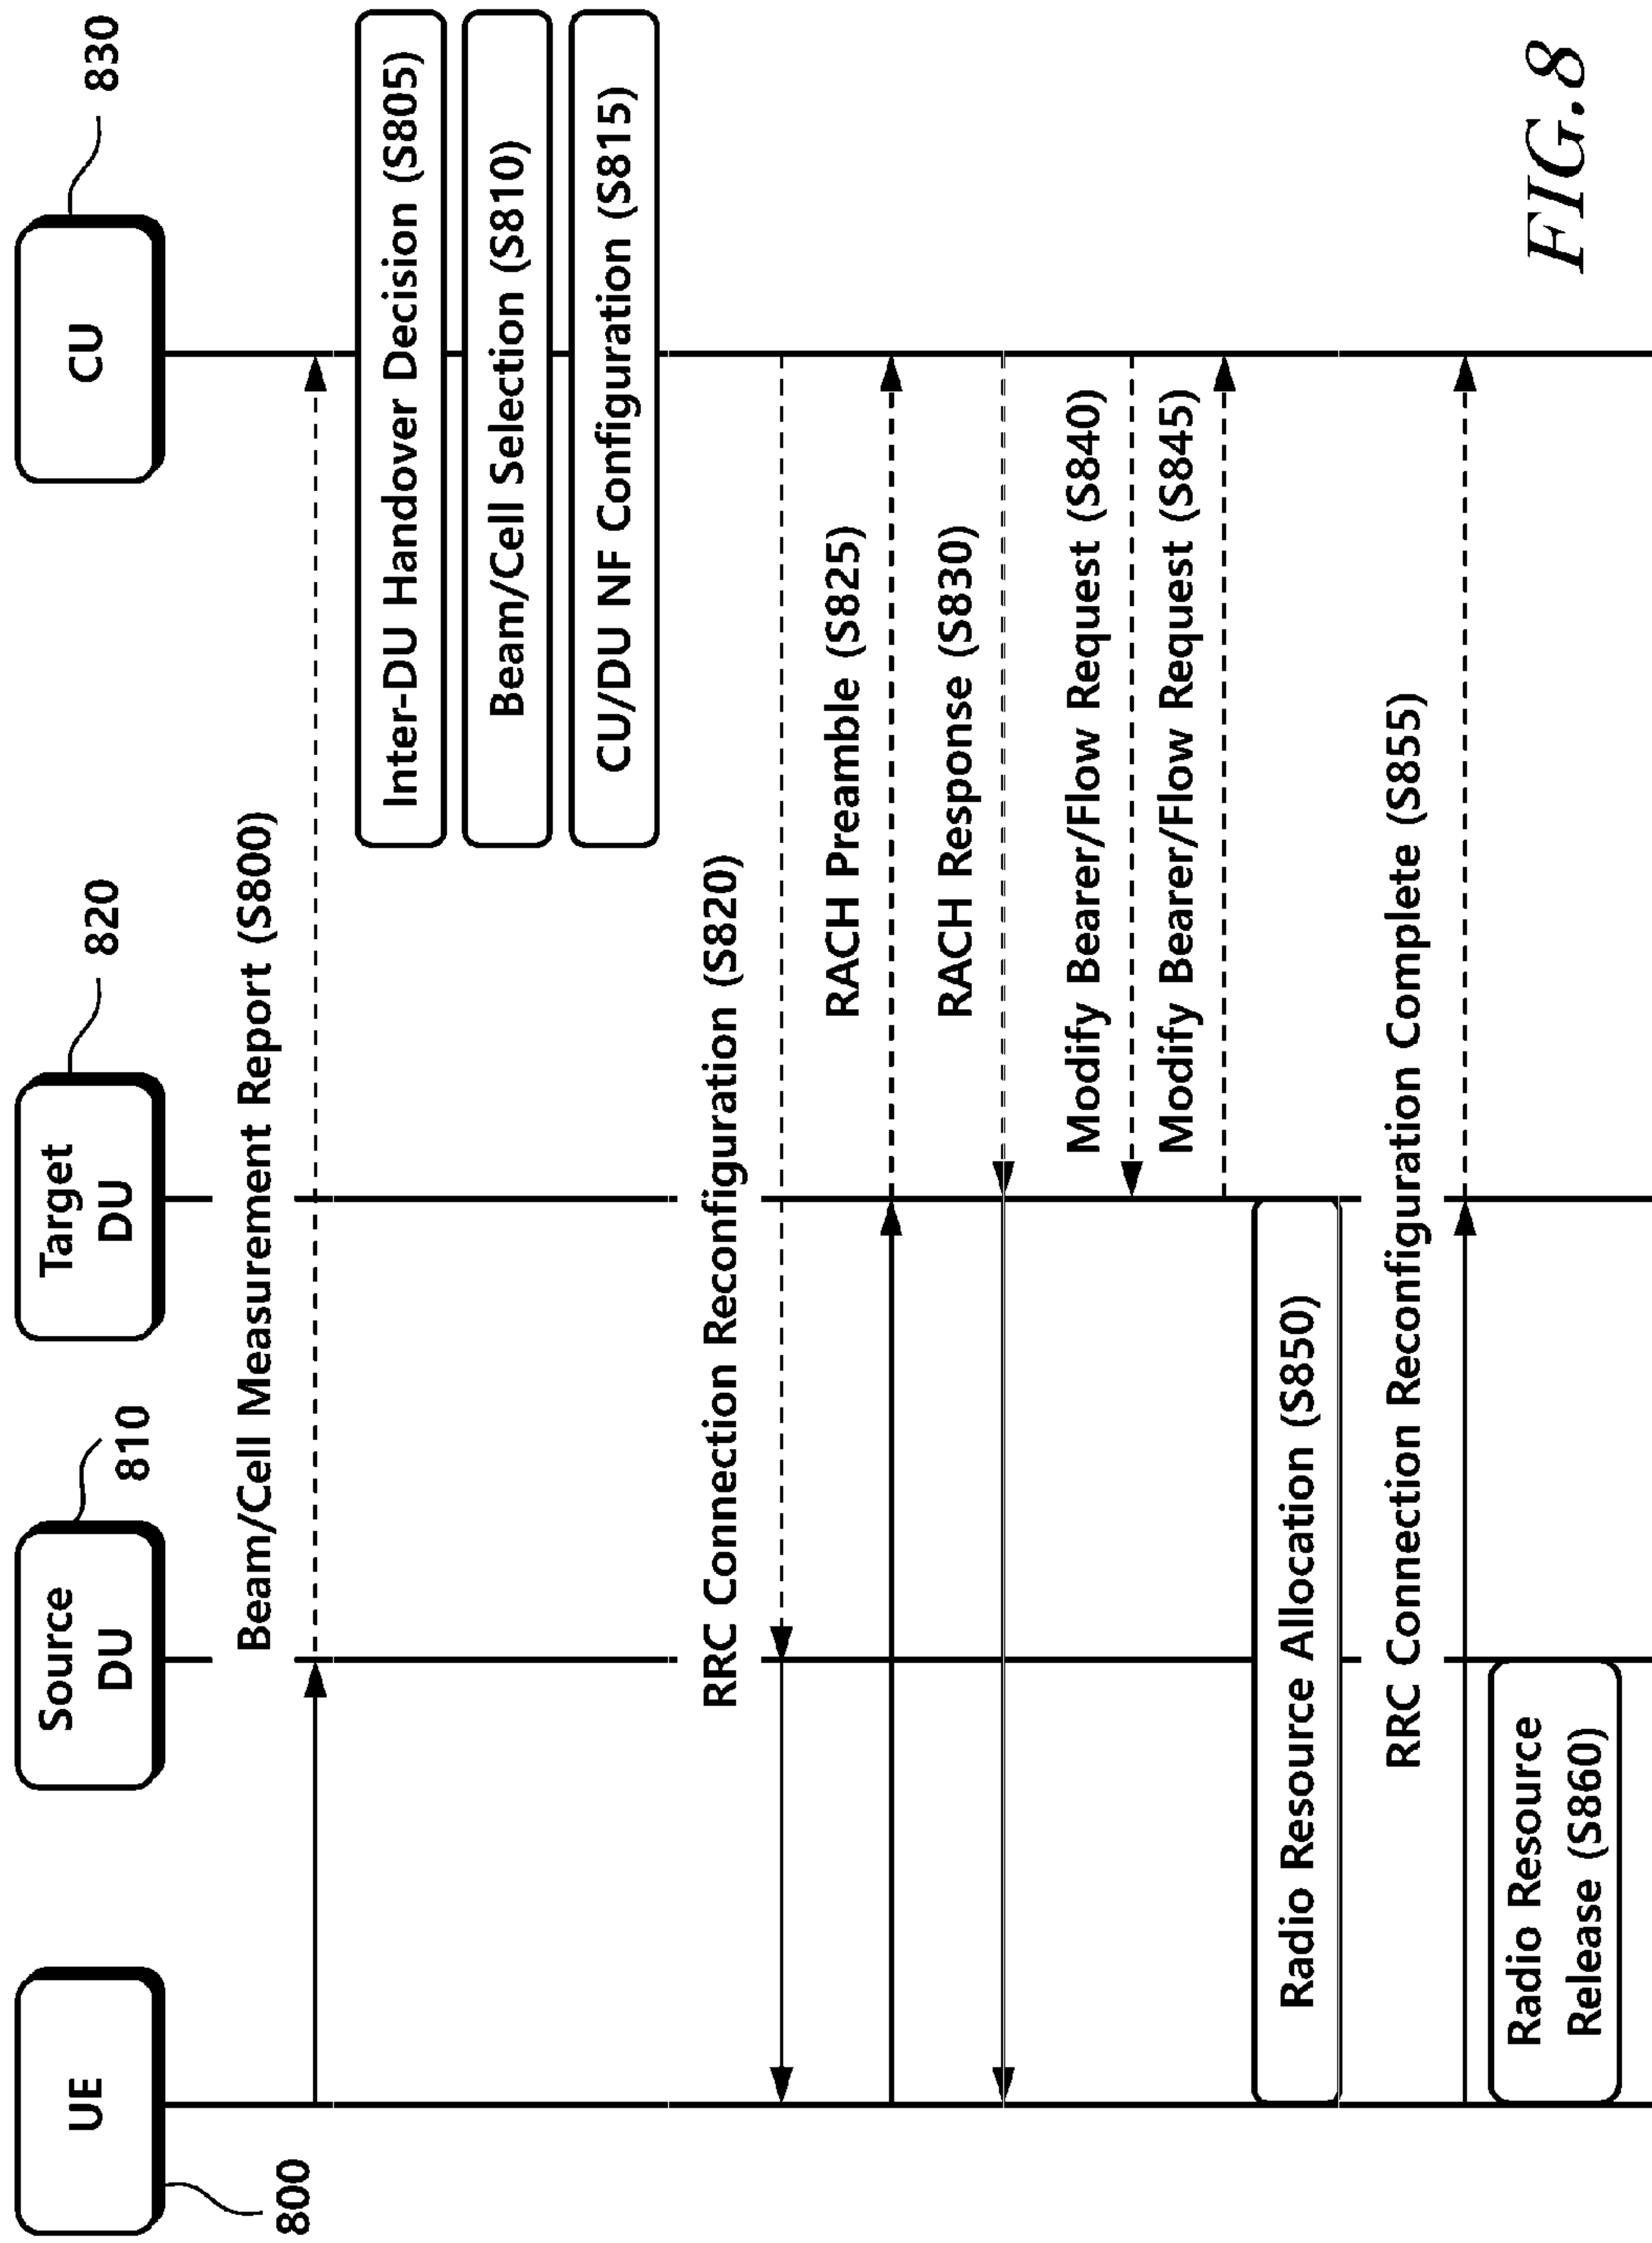 UE
800
Source
DU
810
Target
DU
820
CU
830
Beam/Cell Measurement Report (S800)
Inter-DU Handover Decision (S805)
Beam/Cell Selection (S810)
CU/DU NF Configuration (S815)
RRC Connection Reconfiguration (S820)
RACH Preamble (S825)
RACH Response (S830)
Modify Bearer/Flow Request (S840)
Modify Bearer/Flow Request (S845)
Radio Resource Allocation (S850)
RRC Connection Reconfiguration Complete (S855)
Radio Resource
Release (S860)
FIG.8